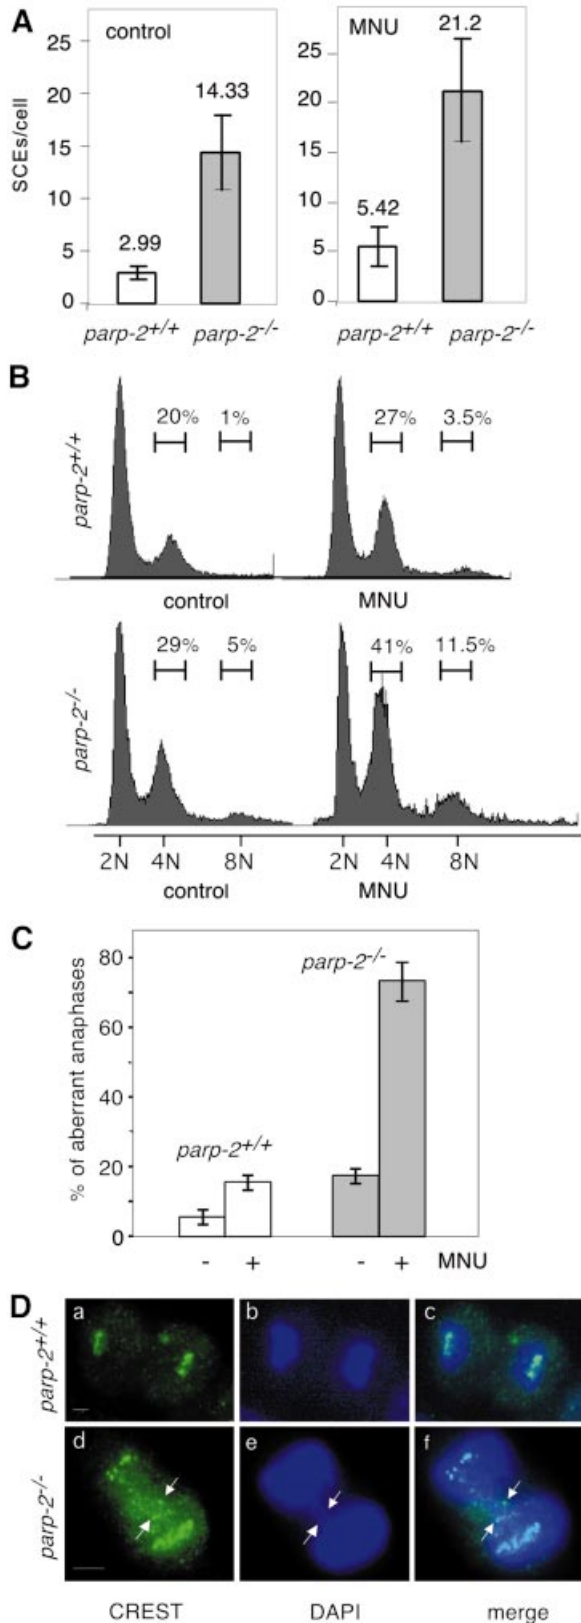 A
control
MNU
SCEs/cell
25
20
15
10
5
0
2.99
14.33
25
20
15
10
5
0
5.42
21.2
parp-2+/+
parp-2-/-
parp-2+/+
parp-2-/-
B
parp-2+/+
20%
1%
27%
3.5%
control
MNU
parp-2-/-
29%
5%
41%
11.5%
2N
4N
8N
2N
4N
8N
control
MNU
C
% of aberrant anaphases
80
60
40
20
0
parp-2+/+
parp-2-/-
-
+
-
+
MNU
D
parp-2+/+
a
b
c
parp-2-/-
d
e
f
CREST
DAPI
merge